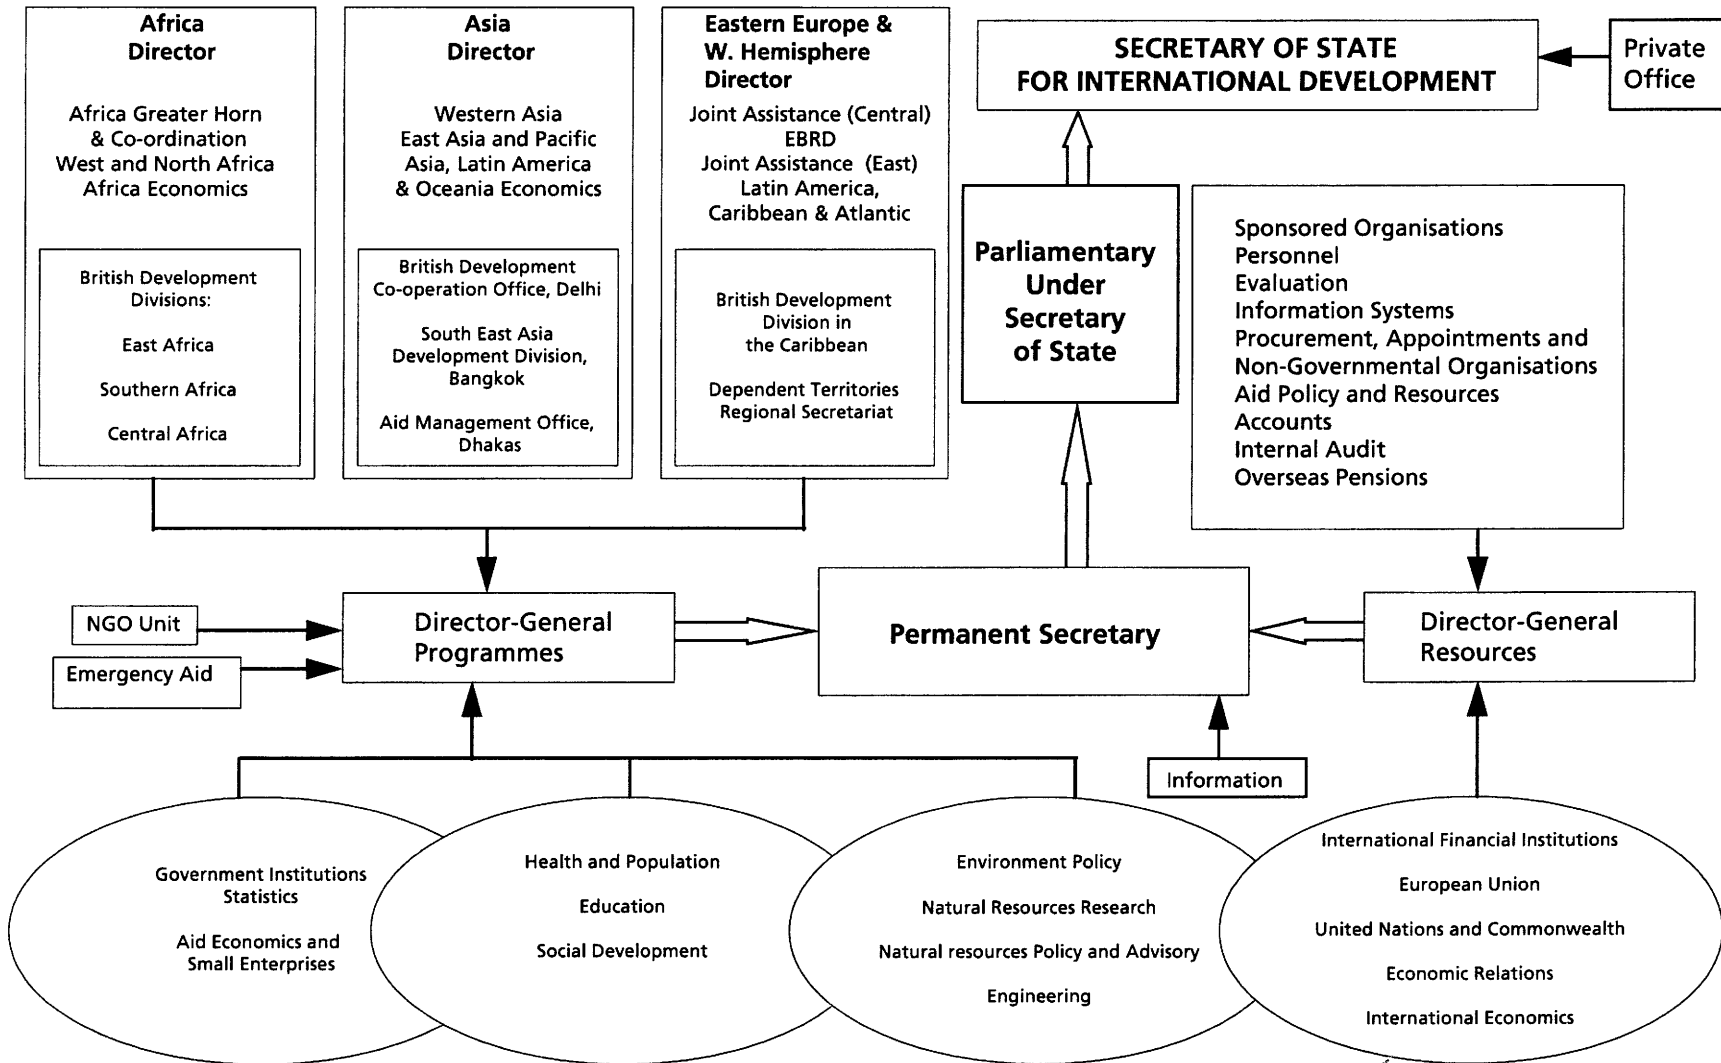 Africa
Director
Africa Greater Horn
& Co-ordination
West and North Africa
Africa Economics
British Development
Divisions:
East Africa
Southern Africa
Central Africa
Asia
Director
Western Asia
East Asia and Pacific
Asia, Latin America
& Oceania Economics
British Development
Co-operation Office, Delhi
South East Asia
Development Division,
Bangkok
Aid Management Office,
Dhakas
Eastern Europe &
W. Hemisphere
Director
Joint Assistance (Central)
EBRD
Joint Assistance (East)
Latin America,
Caribbean & Atlantic
British Development
Division in
the Caribbean
Dependent Territories
Regional Secretariat
SECRETARY OF STATE
FOR INTERNATIONAL DEVELOPMENT
Private
Office
Parliamentary
Under
Secretary
of State
Sponsored Organisations
Personnel
Evaluation
Information Systems
Procurement, Appointments and
Non-Governmental Organisations
Aid Policy and Resources
Accounts
Internal Audit
Overseas Pensions
NGO Unit
Emergency Aid
Director-General
Programmes
Permanent Secretary
Director-General
Resources
Information
Government Institutions
Statistics
Aid Economics and
Small Enterprises
Health and Population
Education
Social Development
Environment Policy
Natural Resources Research
Natural resources Policy and Advisory
Engineering
International Financial Institutions
European Union
United Nations and Commonwealth
Economic Relations
International Economics